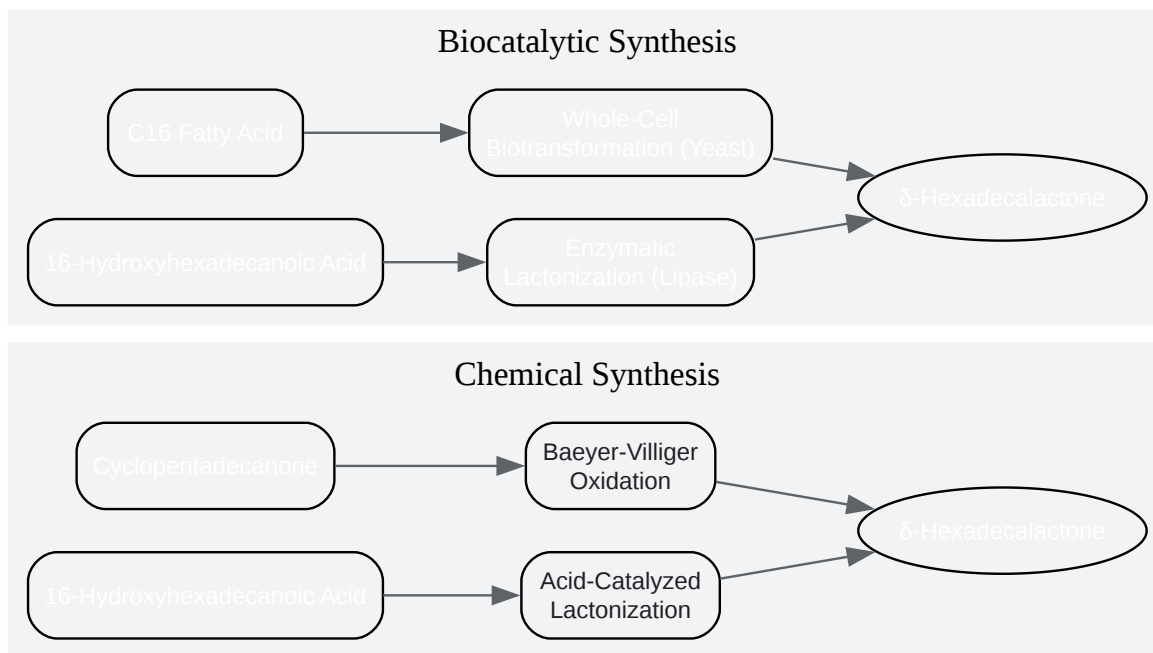 Biocatalytic Synthesis
C16 Fatty Acid
Whole-Cell
Biotransformation (Yeast)
δ-Hexadecalactone
16-Hydroxyhexadecanoic Acid
Enzymatic
Lactonization (Lipase)
Chemical Synthesis
Cyclopentadecanone
Baeyer-Villiger
Oxidation
δ-Hexadecalactone
16-Hydroxyhexadecanoic Acid
Acid-Catalyzed
Lactonization